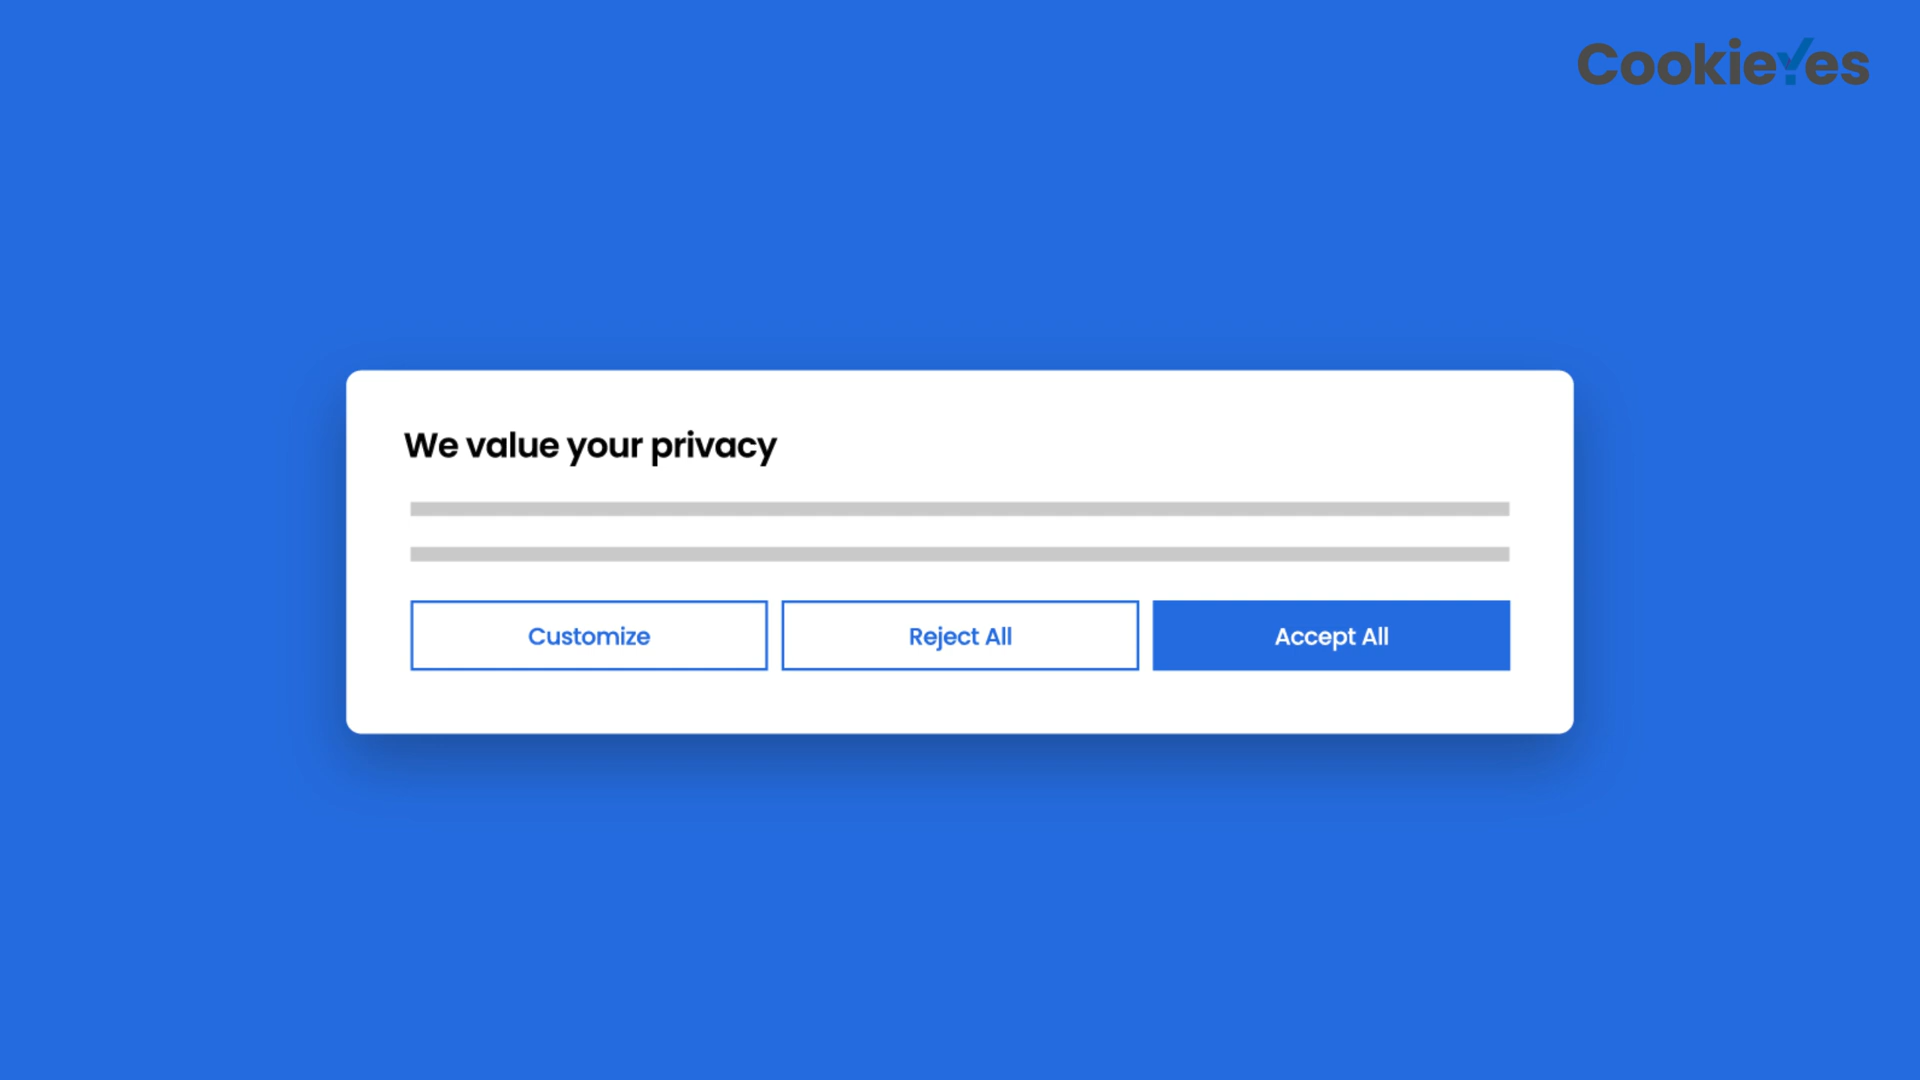 CookieYes
We value your privacy
Customize
Reject All
Accept All